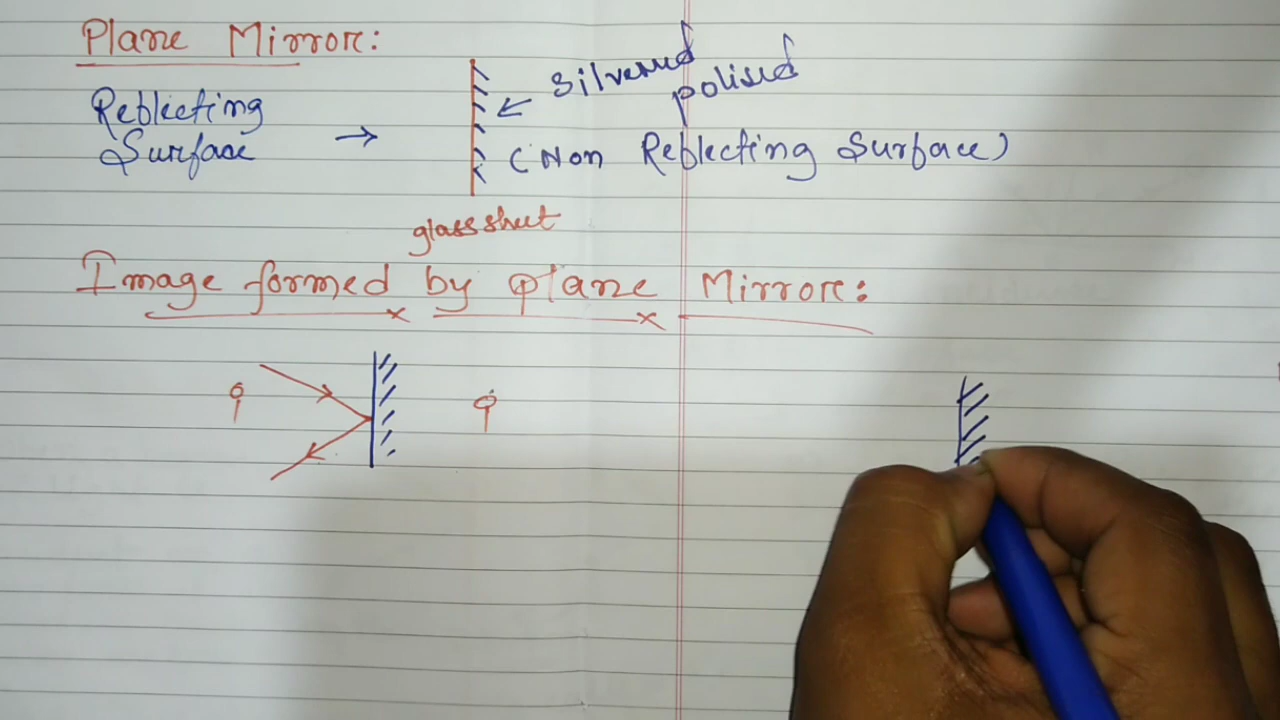 Plane Mirror:
Reflecting
Surface
silvered
polised
(Non Reflecting Surface)
glass sheet
Image formed by plane Mirror: